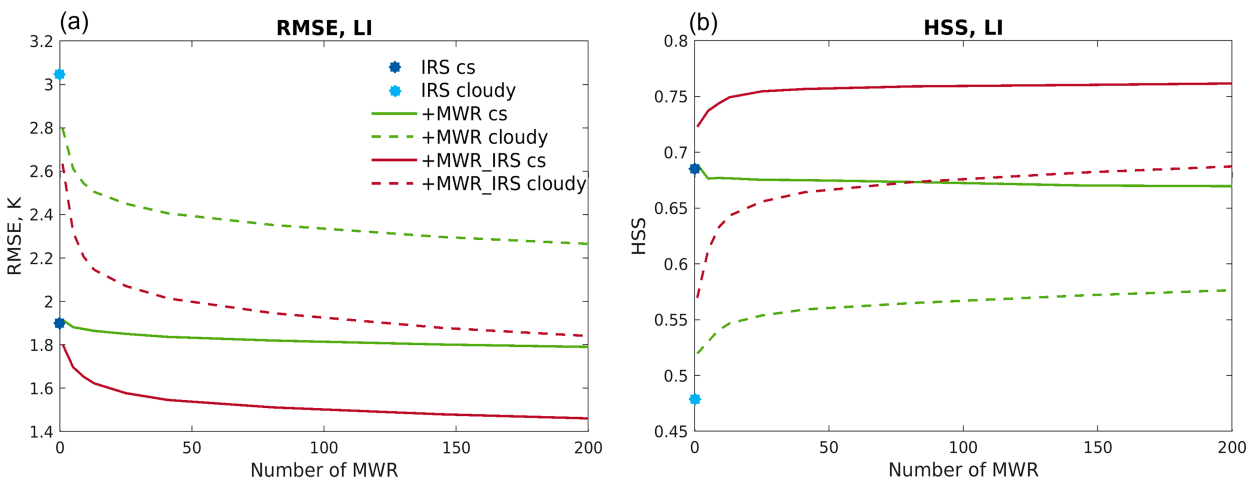 (a)
RMSE, LI
3.2
3
2.8
2.6
2.4
2.2
2
1.8
1.6
1.4
RMSE, K
IRS cs
IRS cloudy
+MWR cs
+MWR cloudy
+MWR_IRS cs
+MWR_IRS cloudy
0 50 100 150 200
Number of MWR
(b)
HSS, LI
0.8
0.75
0.7
0.65
0.6
0.55
0.5
0.45
HSS
0 50 100 150 200
Number of MWR